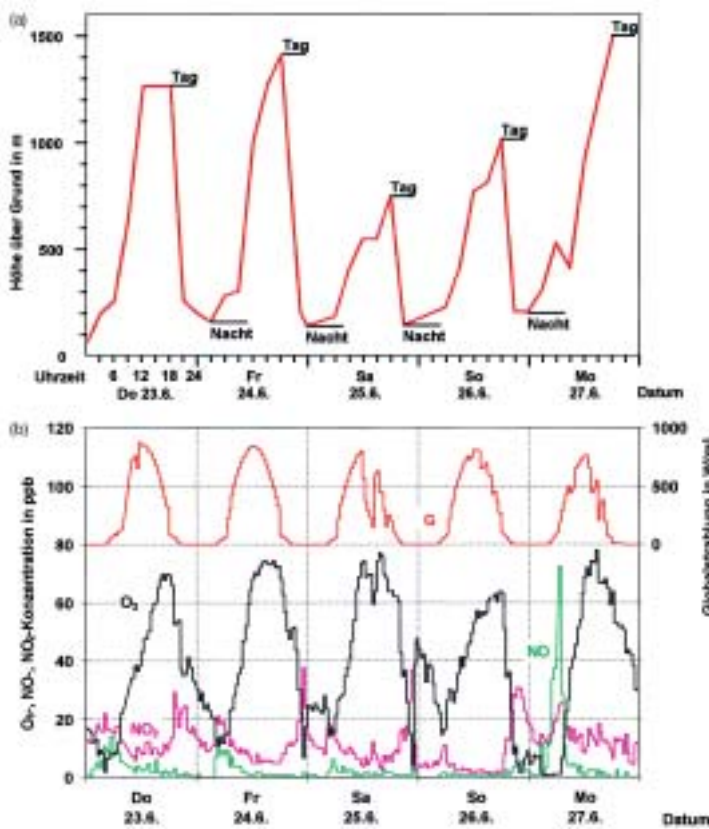 (a)
1500
1000
500
0
Höhe über Grund in m
Tag
Tag
Tag
Tag
Tag
Nacht
Nacht
Nacht
Nacht
Uhrzeit 6 12 18 24 Fr Sa So Mo
Do 23.6. 24.6. 25.6. 26.6. 27.6. Datum
(b)
120
100
80
60
40
20
0
O₃-, NO-, NO₂-Konzentration in ppb
1000
500
0
Globalstrahlung in W/m²
G
O₃
NO
NO₂
Do Fr Sa So Mo
23.6. 24.6. 25.6. 26.6. 27.6. Datum